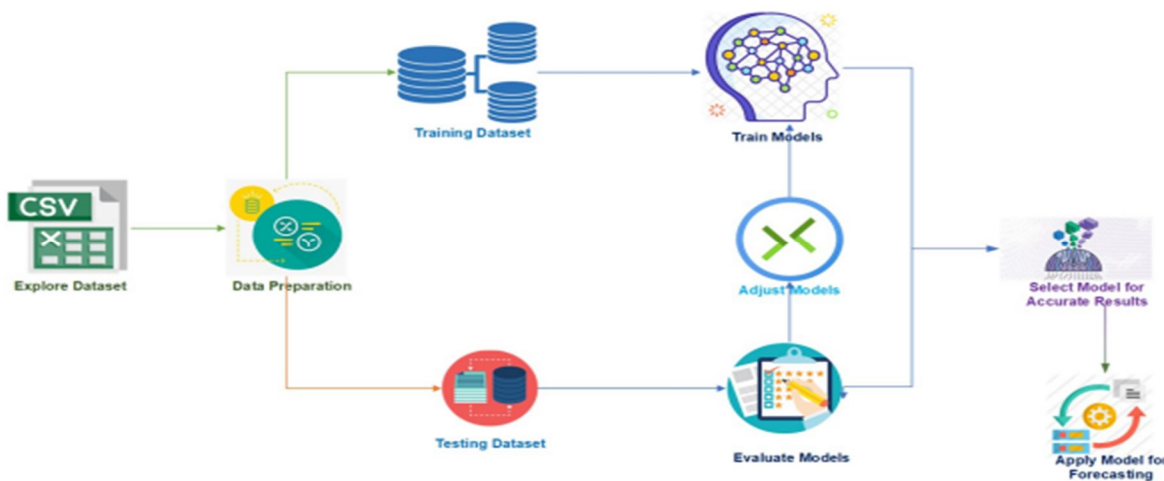 Training Dataset
Train Models
CSV
Explore Dataset
Data Preparation
Adjust Models
Select Model for
Accurate Results
Testing Dataset
Evaluate Models
Apply Model for
Forecasting